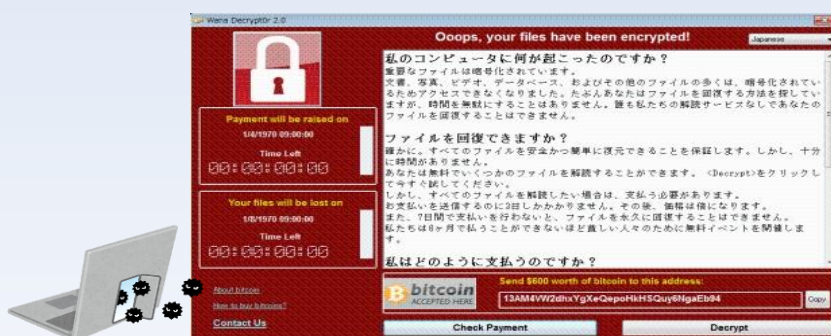 Wana Decrypt0r 2.0
Ooops, your files have been encrypted!
Japanese
Payment will be raised on
1/4/1970 09:00:00
Time Left
00:00:00:00
Your files will be lost on
1/8/1970 09:00:00
Time Left
00:00:00:00
About bitcoin
How to buy bitcoins?
Contact Us
私のコンピュータに何が起こったのですか？
重要なファイルは暗号化されています。
文書、写真、ビデオ、データベース、およびその他のファイルの多くは、暗号化されてい
るためアクセスできなくなりました。たぶんあなたはファイルを回復する方法を探してい
ますが、時間を無駄にすることはありません。誰も私たちの解読サービスなしであなたの
ファイルを回復することはできません。
ファイルを回復できますか？
確かに。すべてのファイルを安全かつ簡単に復元できることを保証します。しかし、十分
に時間がありません。
あなたは無料でいくつかのファイルを解読することができます。 <Decrypt>をクリックし
て今すぐ試してください。
しかし、すべてのファイルを解読したい場合は、支払う必要があります。
お支払いを送信するのに3日しかかかりません。その後、価格は倍になります。
また、7日間で支払いを行わないと、ファイルを永久に回復することはできません。
私たちは6ヶ月で払うことができないほど貧しい人々のために無料イベントを開催しま
す。
私はどのように支払うのですか？
bitcoin
ACCEPTED HERE
Send $600 worth of bitcoin to this address:
13AM4VW2dhxYgXeQepoHkHSQuy6NgaEb94
Copy
Check Payment
Decrypt